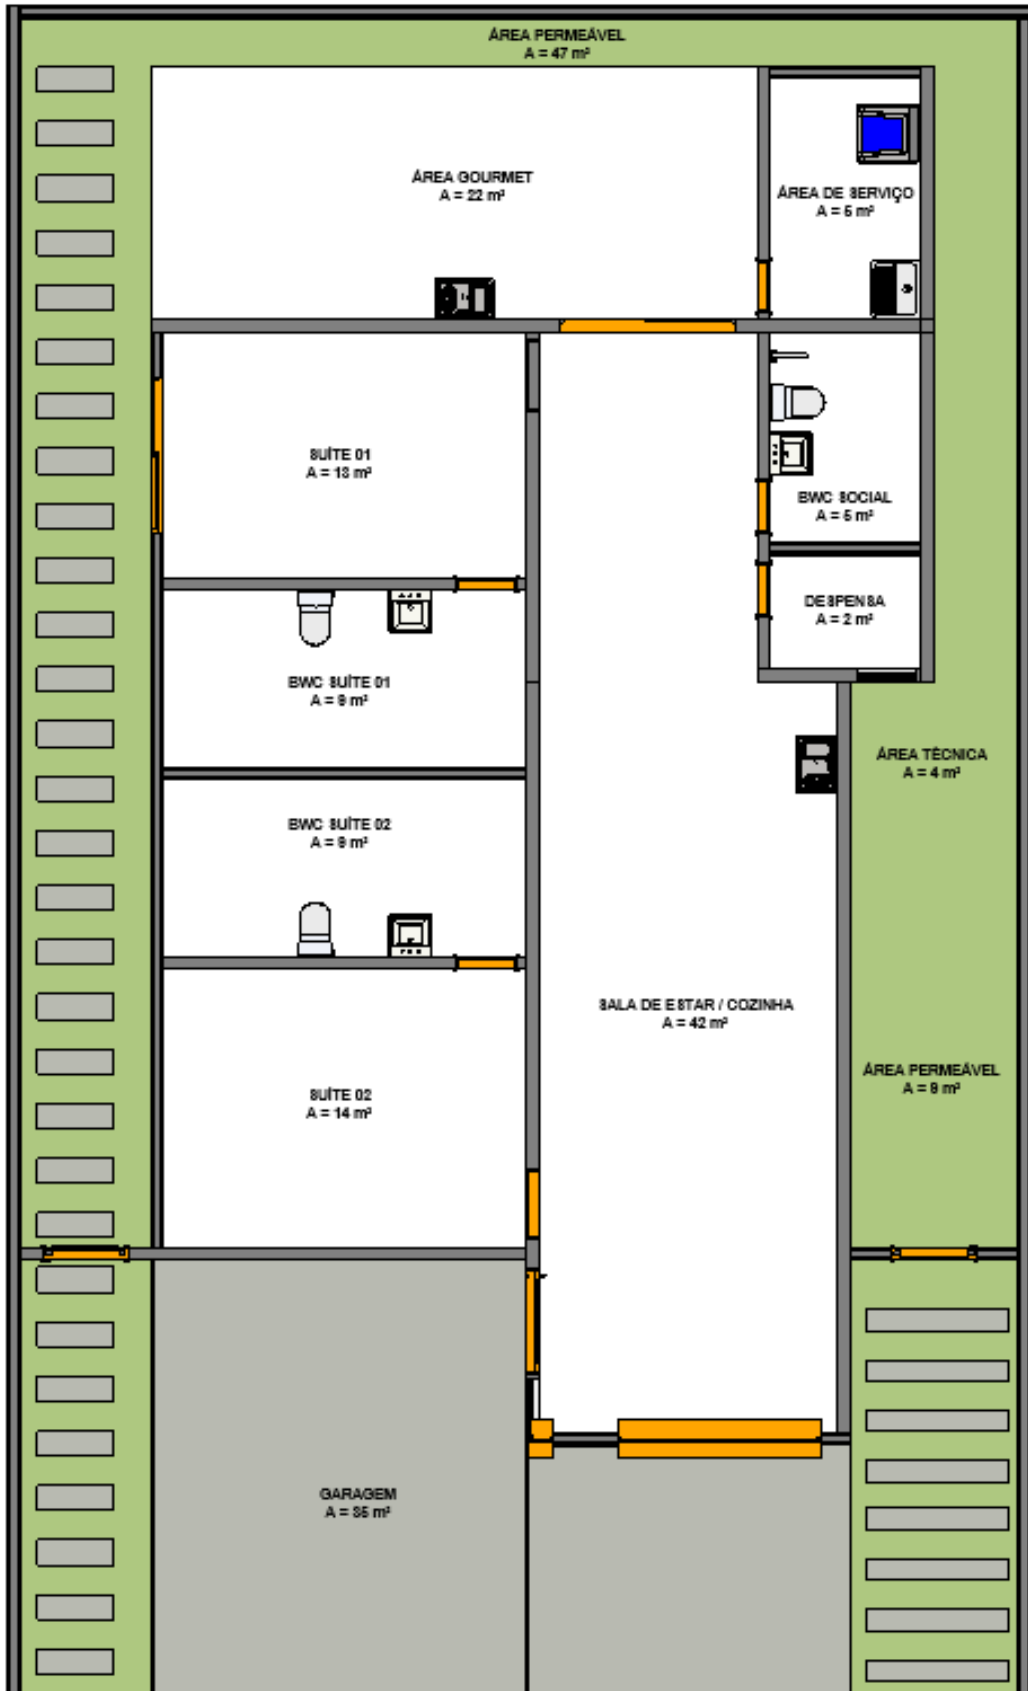 ÁREA PERMEÁVEL
A = 47 m²
ÁREA GOURMET
A = 22 m²
ÁREA DE SERVIÇO
A = 5 m²
SUÍTE 01
A = 13 m²
BWC SOCIAL
A = 5 m²
DESPENSA
A = 2 m²
BWC SUÍTE 01
A = 9 m²
ÁREA TÉCNICA
A = 4 m²
BWC SUÍTE 02
A = 9 m²
SALA DE ESTAR / COZINHA
A = 42 m²
ÁREA PERMEÁVEL
A = 9 m²
SUÍTE 02
A = 14 m²
GARAGEM
A = 35 m²